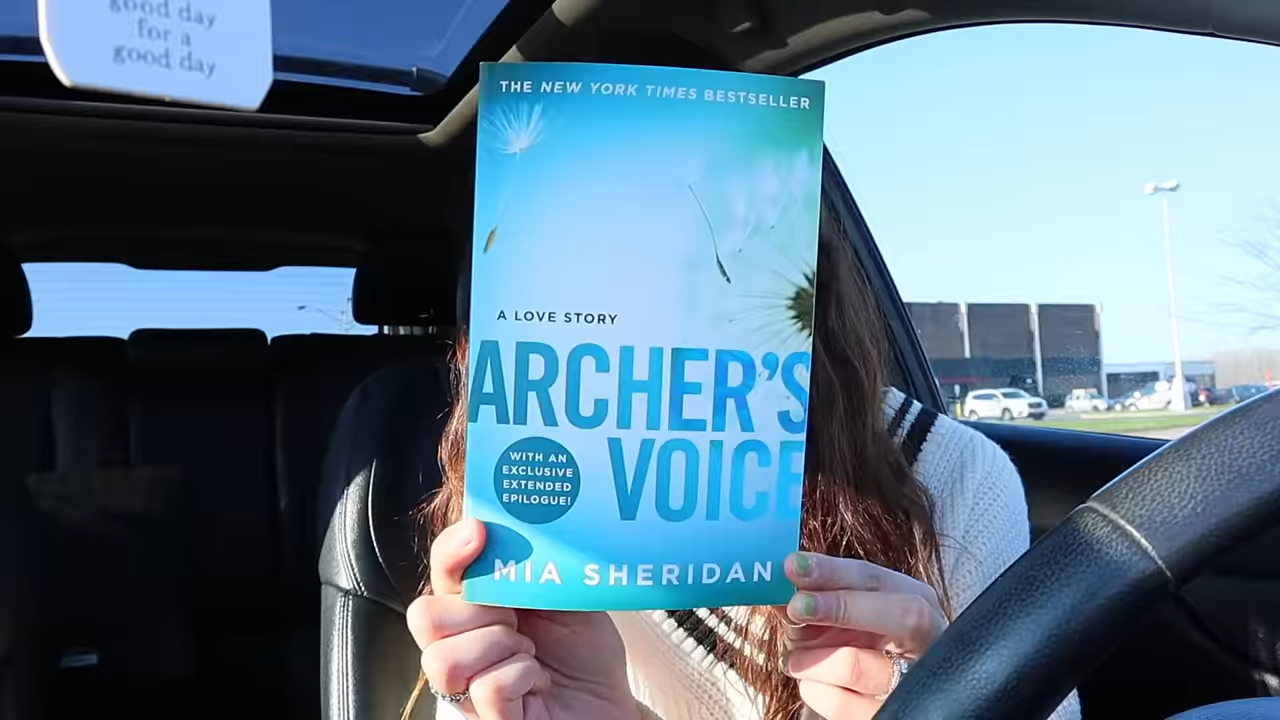 good day
for a
good day
THE NEW YORK TIMES BESTSELLER
A LOVE STORY
ARCHER'S
VOICE
WITH AN
EXCLUSIVE
EXTENDED
EPILOGUE!
MIA SHERIDAN